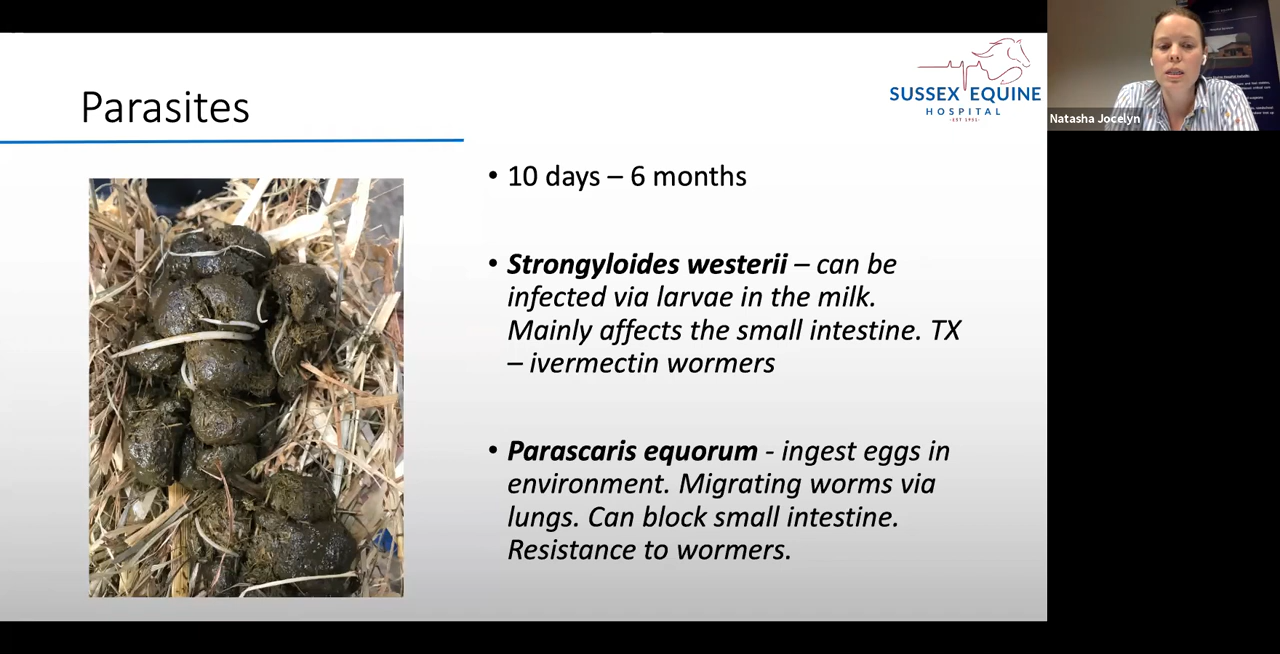 Parasites
SUSSEX EQUINE
HOSPITAL
Natasha Jocelyn
• 10 days – 6 months
• Strongyloides westerii – can be
infected via larvae in the milk.
Mainly affects the small intestine. TX
– ivermectin wormers
• Parascaris equorum - ingest eggs in
environment. Migrating worms via
lungs. Can block small intestine.
Resistance to wormers.